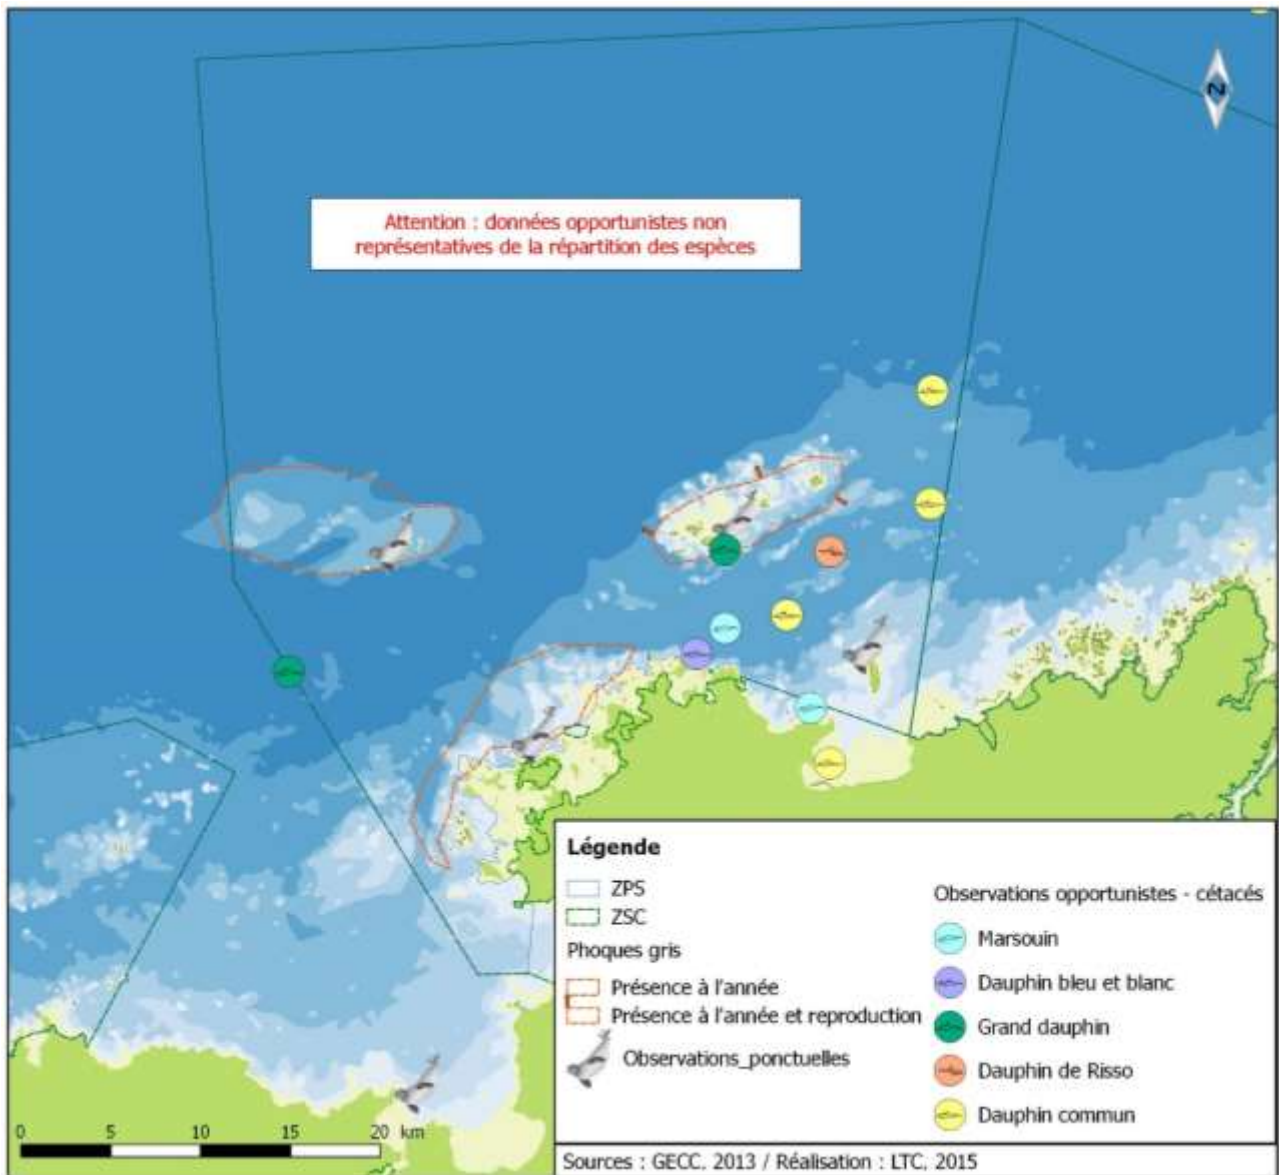 N
Attention : données opportunistes non
représentatives de la répartition des espèces
Légende
ZPS
ZSC
Phoques gris
Présence à l'année
Présence à l'année et reproduction
Observations_ponctuelles
Observations opportunistes - cétacés
Marsouin
Dauphin bleu et blanc
Grand dauphin
Dauphin de Risso
Dauphin commun
0 5 10 15 20 km
Sources : GECC, 2013 / Réalisation : LTC, 2015